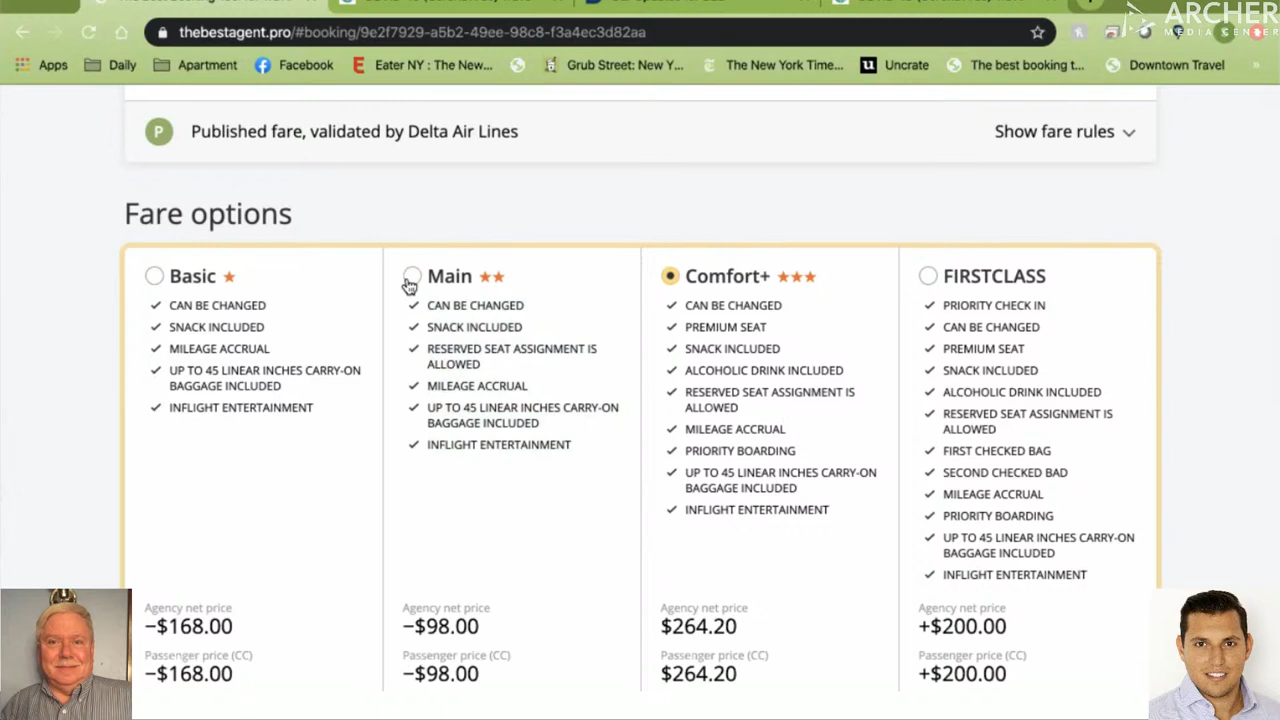 ARCHER
MEDIA CENTER
thebestagent.pro/#booking/9e2f7929-a5b2-49ee-98c8-f3a4ec3d82aa
Apps
Daily
Apartment
Facebook
Eater NY : The New...
Grub Street: New Y...
The New York Time...
Uncrate
The best booking t...
Downtown Travel
»
P
Published fare, validated by Delta Air Lines
Show fare rules
Fare options
Basic
CAN BE CHANGED
SNACK INCLUDED
MILEAGE ACCRUAL
UP TO 45 LINEAR INCHES CARRY-ON
BAGGAGE INCLUDED
INFLIGHT ENTERTAINMENT
Agency net price
−$168.00
Passenger price (CC)
−$168.00
Main
CAN BE CHANGED
SNACK INCLUDED
RESERVED SEAT ASSIGNMENT IS
ALLOWED
MILEAGE ACCRUAL
UP TO 45 LINEAR INCHES CARRY-ON
BAGGAGE INCLUDED
INFLIGHT ENTERTAINMENT
Agency net price
−$98.00
Passenger price (CC)
−$98.00
Comfort+
CAN BE CHANGED
PREMIUM SEAT
SNACK INCLUDED
ALCOHOLIC DRINK INCLUDED
RESERVED SEAT ASSIGNMENT IS
ALLOWED
MILEAGE ACCRUAL
PRIORITY BOARDING
UP TO 45 LINEAR INCHES CARRY-ON
BAGGAGE INCLUDED
INFLIGHT ENTERTAINMENT
Agency net price
$264.20
Passenger price (CC)
$264.20
FIRSTCLASS
PRIORITY CHECK IN
CAN BE CHANGED
PREMIUM SEAT
SNACK INCLUDED
ALCOHOLIC DRINK INCLUDED
RESERVED SEAT ASSIGNMENT IS
ALLOWED
FIRST CHECKED BAG
SECOND CHECKED BAG
MILEAGE ACCRUAL
PRIORITY BOARDING
UP TO 45 LINEAR INCHES CARRY-ON
BAGGAGE INCLUDED
INFLIGHT ENTERTAINMENT
Agency net price
+$200.00
Passenger price (CC)
+$200.00